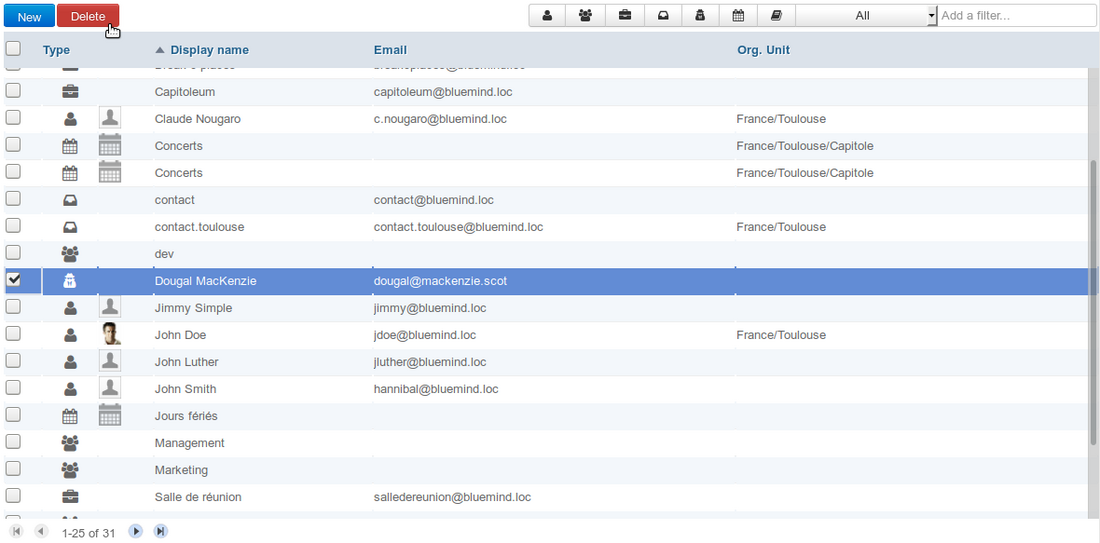 New Delete All Add a filter...
Type Display name Email Org. Unit
Capitoleum capitoleum@bluemind.loc
Claude Nougaro c.nougaro@bluemind.loc France/Toulouse
Concerts France/Toulouse/Capitole
Concerts France/Toulouse/Capitole
contact contact@bluemind.loc
contact.toulouse contact.toulouse@bluemind.loc France/Toulouse
dev
Dougal MacKenzie dougal@mackenzie.scot
Jimmy Simple jimmy@bluemind.loc
John Doe jdoe@bluemind.loc France/Toulouse
John Luther jluther@bluemind.loc
John Smith hannibal@bluemind.loc
Jours fériés
Management
Marketing
Salle de réunion salledereunion@bluemind.loc
1-25 of 31